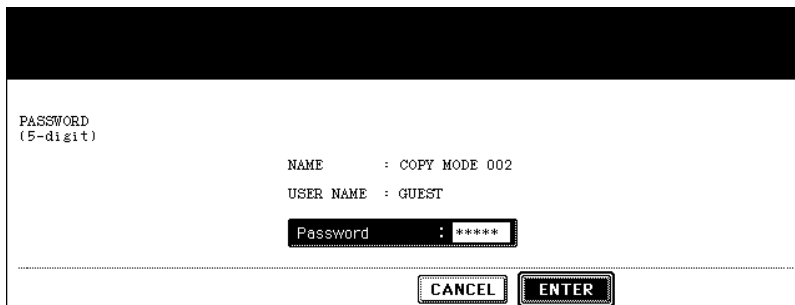 PASSWORD
(5-digit)
NAME : COPY MODE 002
USER NAME : GUEST
Password : *****
CANCEL ENTER